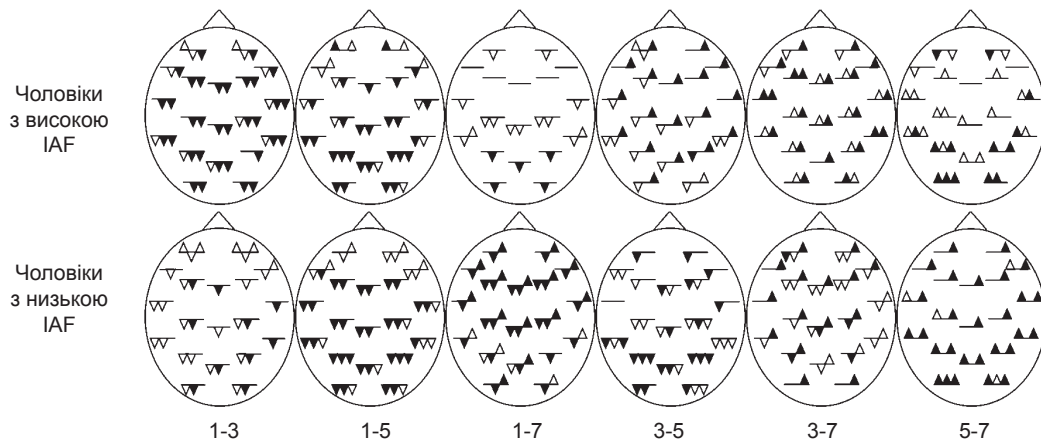 Чоловіки
з високою
IAF
Чоловіки
з низькою
IAF
1-3 1-5 1-7 3-5 3-7 5-7